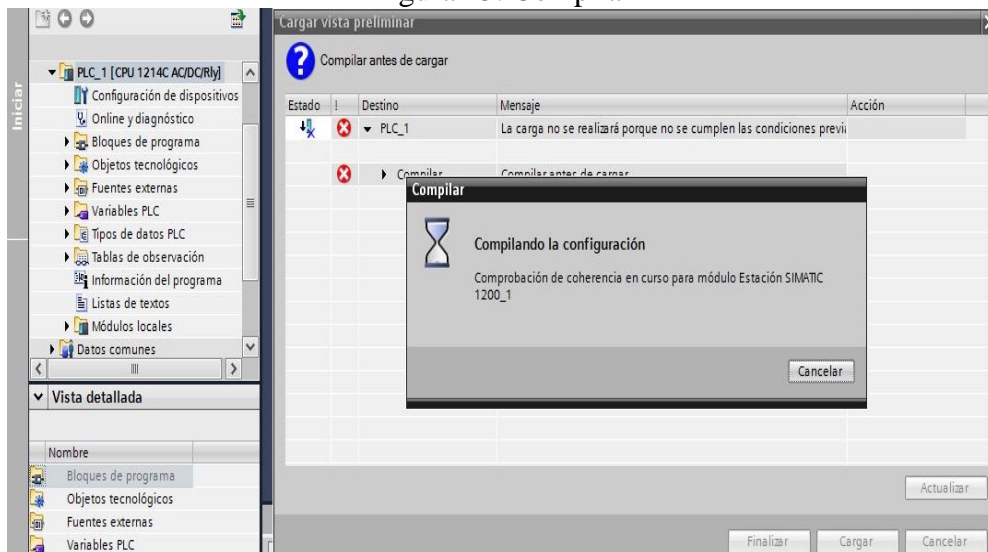 Cargar vista preliminar
Compilar antes de cargar
Iniciar
PLC_1 [CPU 1214C AC/DC/Rly]
Configuración de dispositivos
Online y diagnóstico
Bloques de programa
Objetos tecnológicos
Fuentes externas
Variables PLC
Tipos de datos PLC
Tablas de observación
Información del programa
Listas de textos
Módulos locales
Datos comunes
Vista detallada
Nombre
Bloques de programa
Objetos tecnológicos
Fuentes externas
Variables PLC
Estado ! Destino Mensaje Acción
PLC_1 La carga no se realizará porque no se cumplen las condiciones previ
Compilar Compilar antes de cargar
Compilar
Compilando la configuración
Comprobación de coherencia en curso para módulo Estación SIMATIC
1200_1
Cancelar
Actualizar
Finalizar Cargar Cancelar